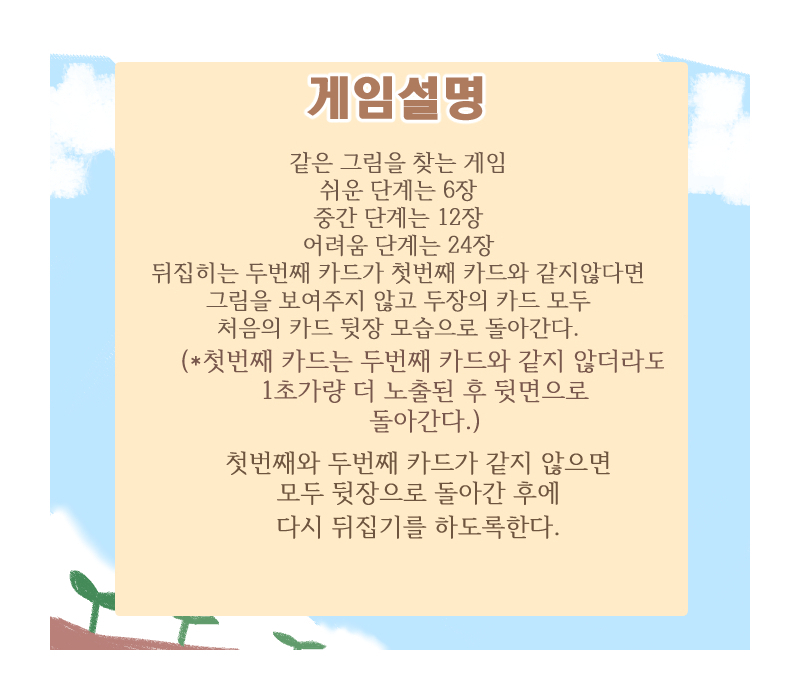 게임설명
같은 그림을 찾는 게임
쉬운 단계는 6장
중간 단계는 12장
어려움 단계는 24장
뒤집히는 두번째 카드가 첫번째 카드와 같지않다면
그림을 보여주지 않고 두장의 카드 모두
처음의 카드 뒷장 모습으로 돌아간다.
(*첫번째 카드는 두번째 카드와 같지 않더라도
1초가량 더 노출된 후 뒷면으로
돌아간다.)
첫번째와 두번째 카드가 같지 않으면
모두 뒷장으로 돌아간 후에
다시 뒤집기를 하도록한다.